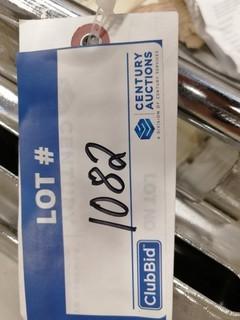 LOT #
1082
CENTURY
AUCTIONS
A DIVISION OF CENTURY SERVICES
ClubBid